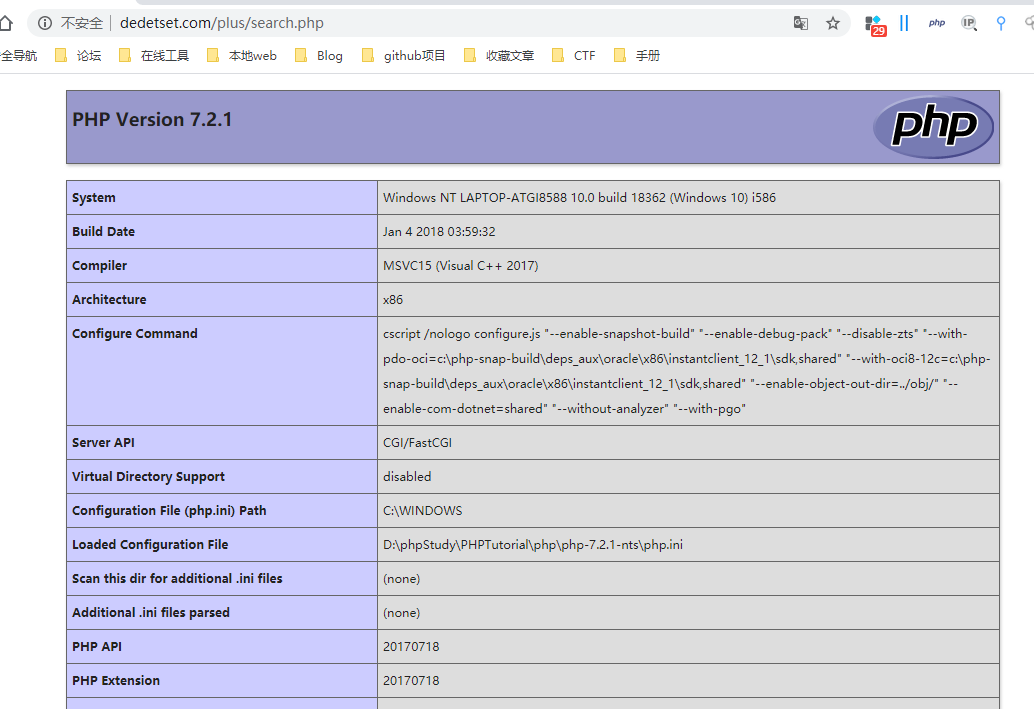 不安全 dedetset.com/plus/search.php 29 php IP
全导航 论坛 在线工具 本地web Blog github项目 收藏文章 CTF 手册
PHP Version 7.2.1 php
System Windows NT LAPTOP-ATGI8588 10.0 build 18362 (Windows 10) i586
Build Date Jan 4 2018 03:59:32
Compiler MSVC15 (Visual C++ 2017)
Architecture x86
Configure Command cscript /nologo configure.js "--enable-snapshot-build" "--enable-debug-pack" "--disable-zts" "--with-
pdo-oci=c:\php-snap-build\deps_aux\oracle\x86\instantclient_12_1\sdk,shared" "--with-oci8-12c=c:\php-
snap-build\deps_aux\oracle\x86\instantclient_12_1\sdk,shared" "--enable-object-out-dir=../obj/" "--
enable-com-dotnet=shared" "--without-analyzer" "--with-pgo"
Server API CGI/FastCGI
Virtual Directory Support disabled
Configuration File (php.ini) Path C:\WINDOWS
Loaded Configuration File D:\phpStudy\PHPTutorial\php\php-7.2.1-nts\php.ini
Scan this dir for additional .ini files (none)
Additional .ini files parsed (none)
PHP API 20170718
PHP Extension 20170718